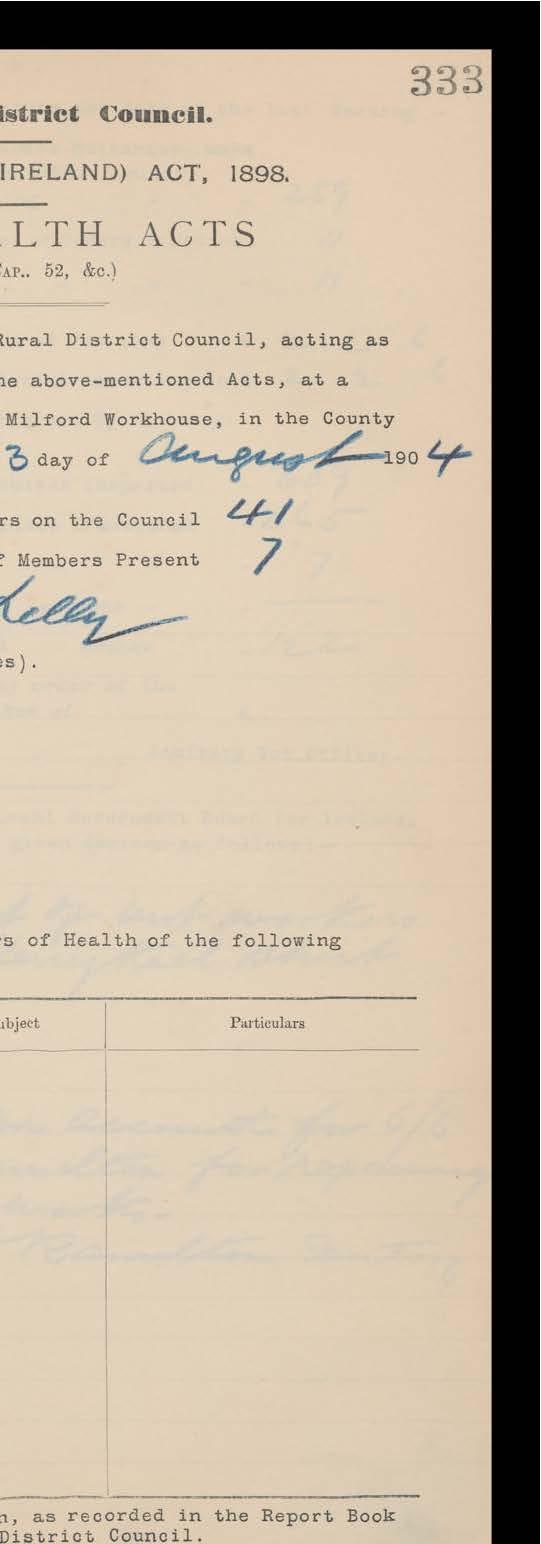 333
istrict Council.
IRELAND) ACT, 1898.
LTH ACTS
AP.. 52, &c.)
Rural District Council, acting as
he above-mentioned Acts, at a
Milford Workhouse, in the County
3 day of August 1904
rs on the Council 41
f Members Present 7
Kelly
es).
rs of Health of the following
ubject Particulars
n, as recorded in the Report Book
District Council.